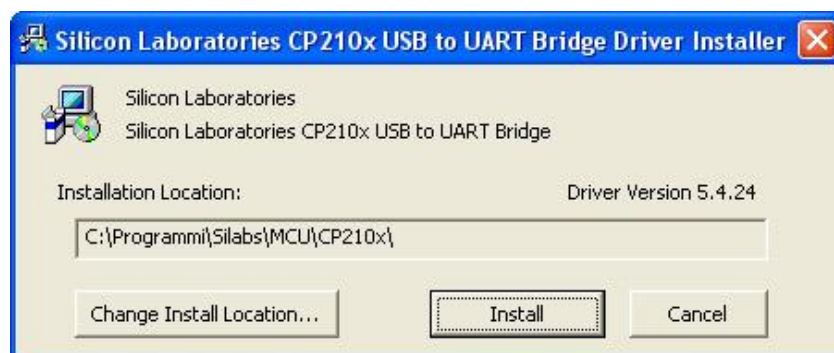 Silicon Laboratories CP210x USB to UART Bridge Driver Installer
Silicon Laboratories
Silicon Laboratories CP210x USB to UART Bridge
Installation Location: Driver Version 5.4.24
C:\Programmi\Silabs\MCU\CP210x\
Change Install Location... Install Cancel